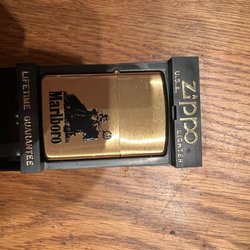 LIFETIME GUARANTEE
Marlboro
Zippo
U.S.A.
LIGHTER